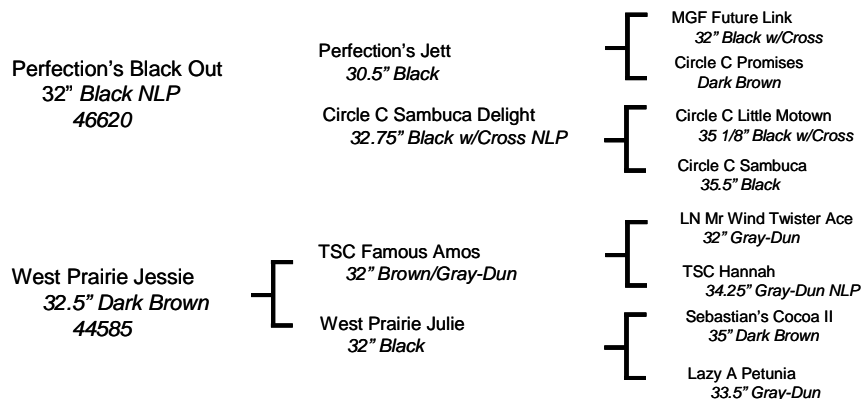 Perfection's Black Out
32” Black NLP
46620
Perfection's Jett
30.5” Black
MGF Future Link
32” Black w/Cross
Circle C Promises
Dark Brown
Circle C Sambuca Delight
32.75” Black w/Cross NLP
Circle C Little Motown
35 1/8” Black w/Cross
Circle C Sambuca
35.5” Black
West Prairie Jessie
32.5” Dark Brown
44585
TSC Famous Amos
32” Brown/Gray-Dun
LN Mr Wind Twister Ace
32” Gray-Dun
TSC Hannah
34.25” Gray-Dun NLP
West Prairie Julie
32” Black
Sebastian's Cocoa II
35” Dark Brown
Lazy A Petunia
33.5” Gray-Dun